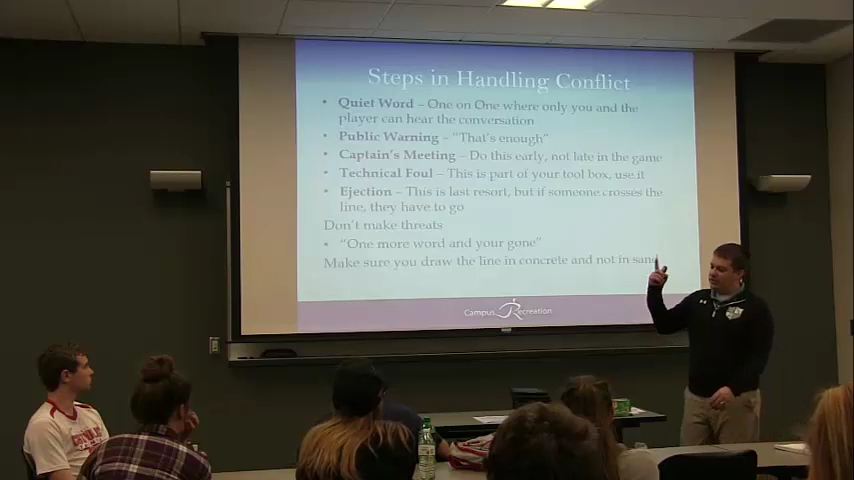 Steps in Handling Conflict
• Quiet Word – One on One where only you and the
player can hear the conversation
• Public Warning – "That's enough"
• Captain's Meeting – Do this early, not late in the game
• Technical Foul – This is part of your tool box, use it
• Ejection – This is last resort, but if someone crosses the
line, they have to go
Don't make threats
• "One more word and your gone"
Make sure you draw the line in concrete and not in sand
Campus Recreation